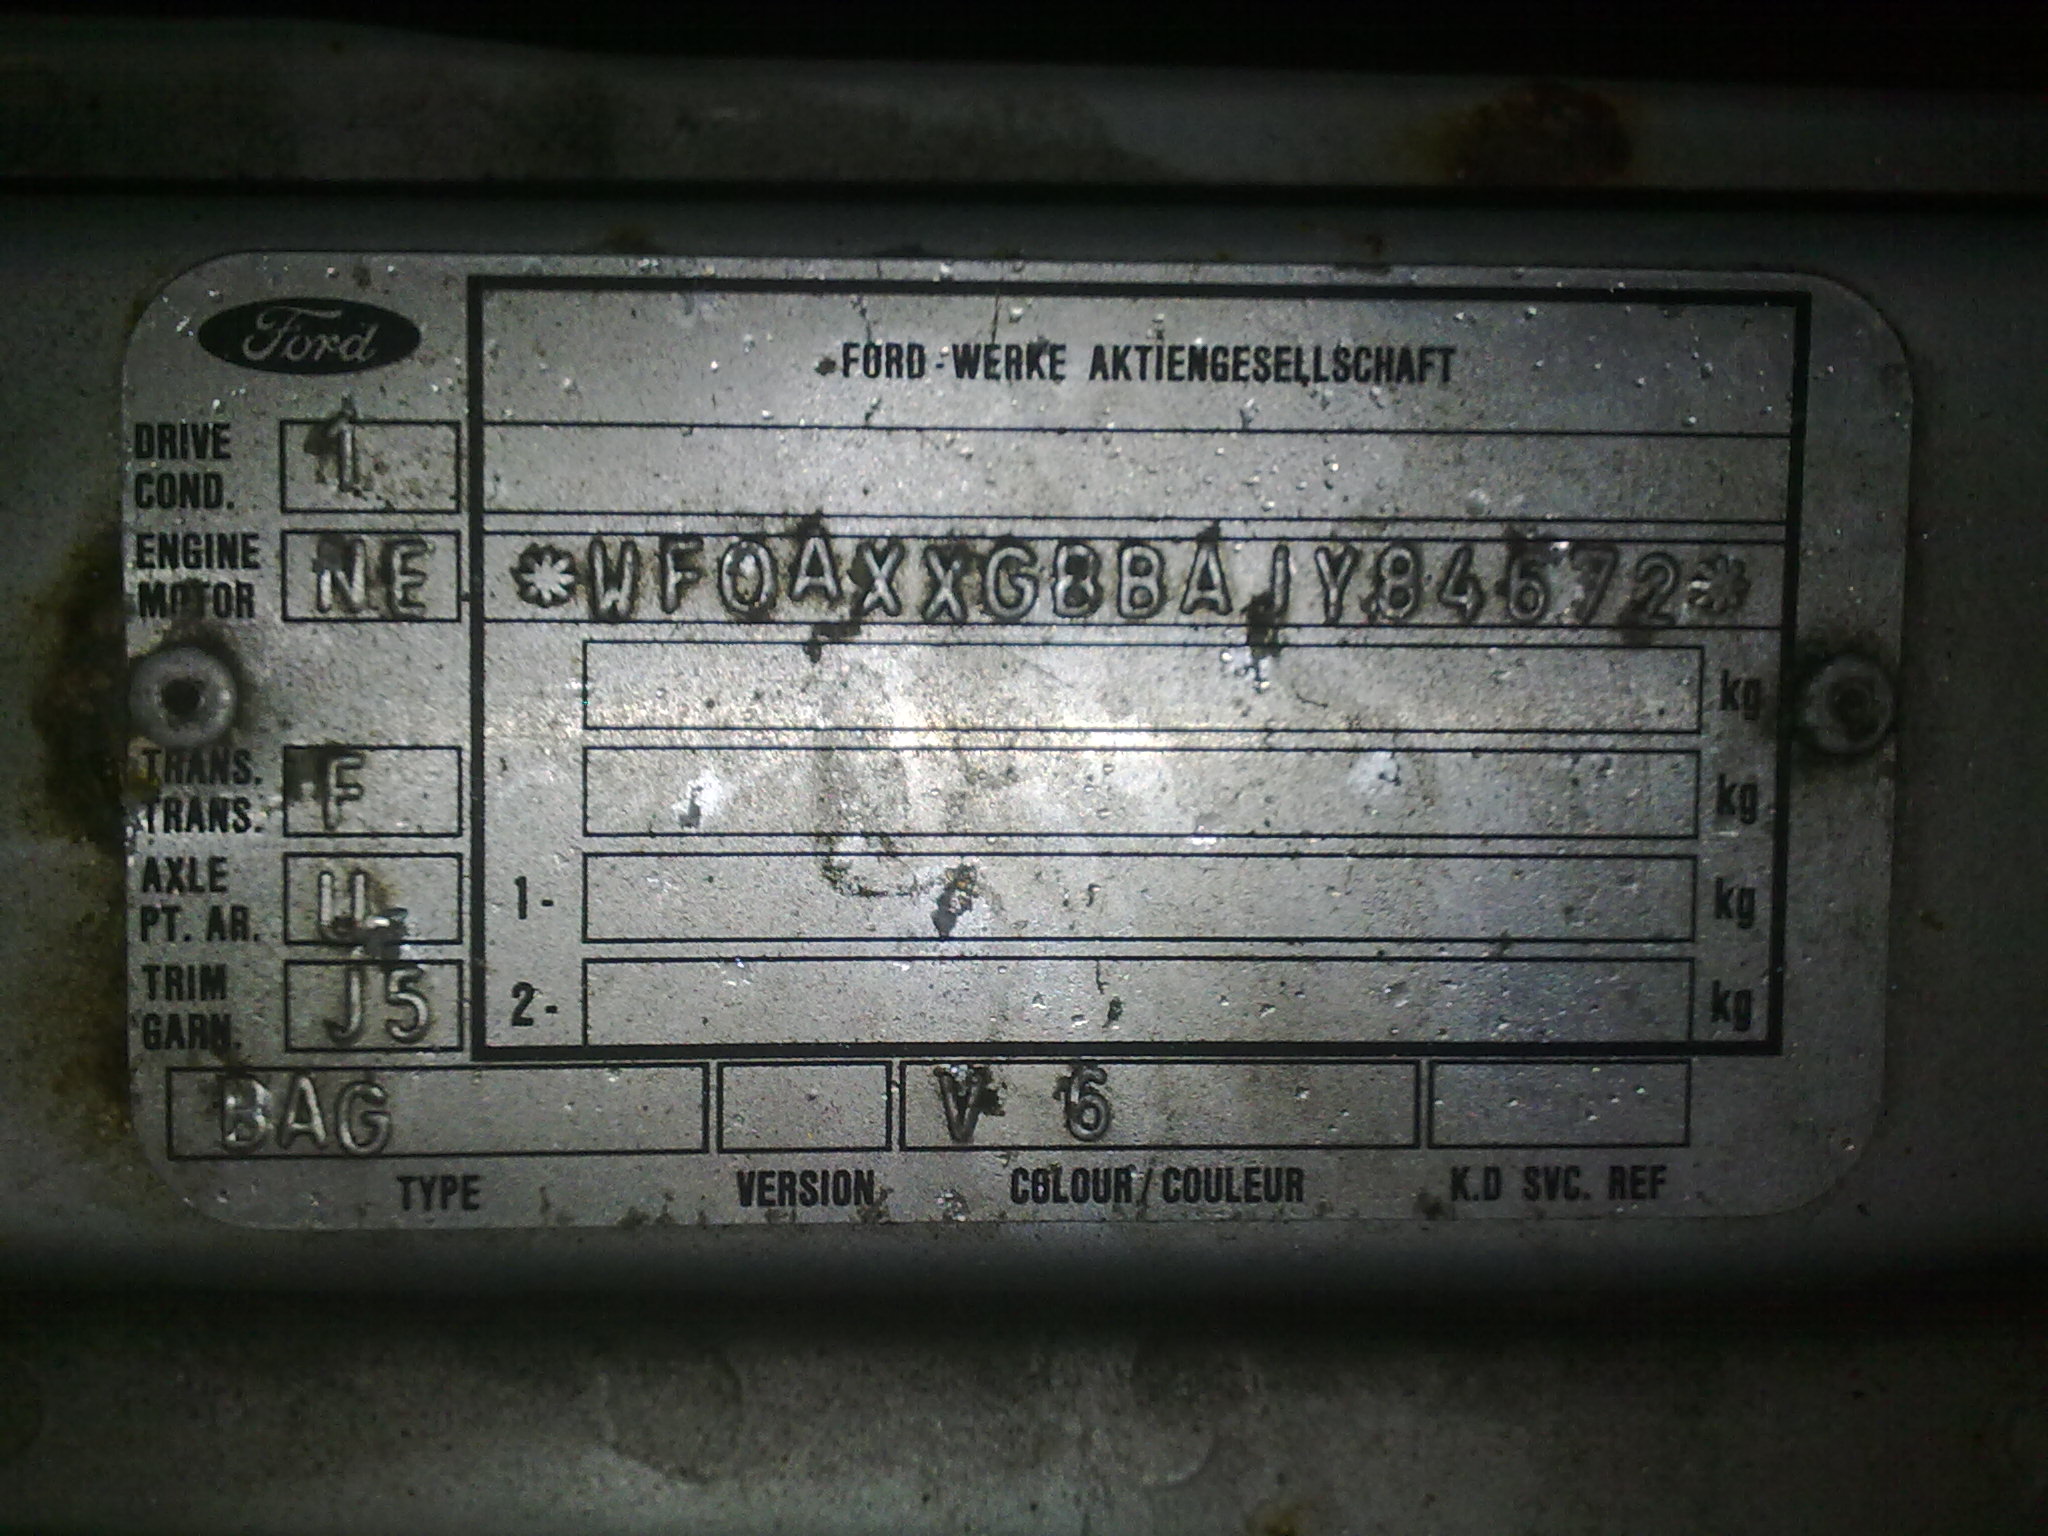 Ford
FORD-WERKE AKTIENGESELLSCHAFT
DRIVE COND. 1
ENGINE MOTOR NE
*WF0AXXGBBAJY84672*
kg
TRANS. TRANS. F
kg
AXLE PT. AR. U
1- kg
TRIM GARN. J5
2- kg
BAG V 6
TYPE VERSION COLOUR/COULEUR K.D SVC. REF